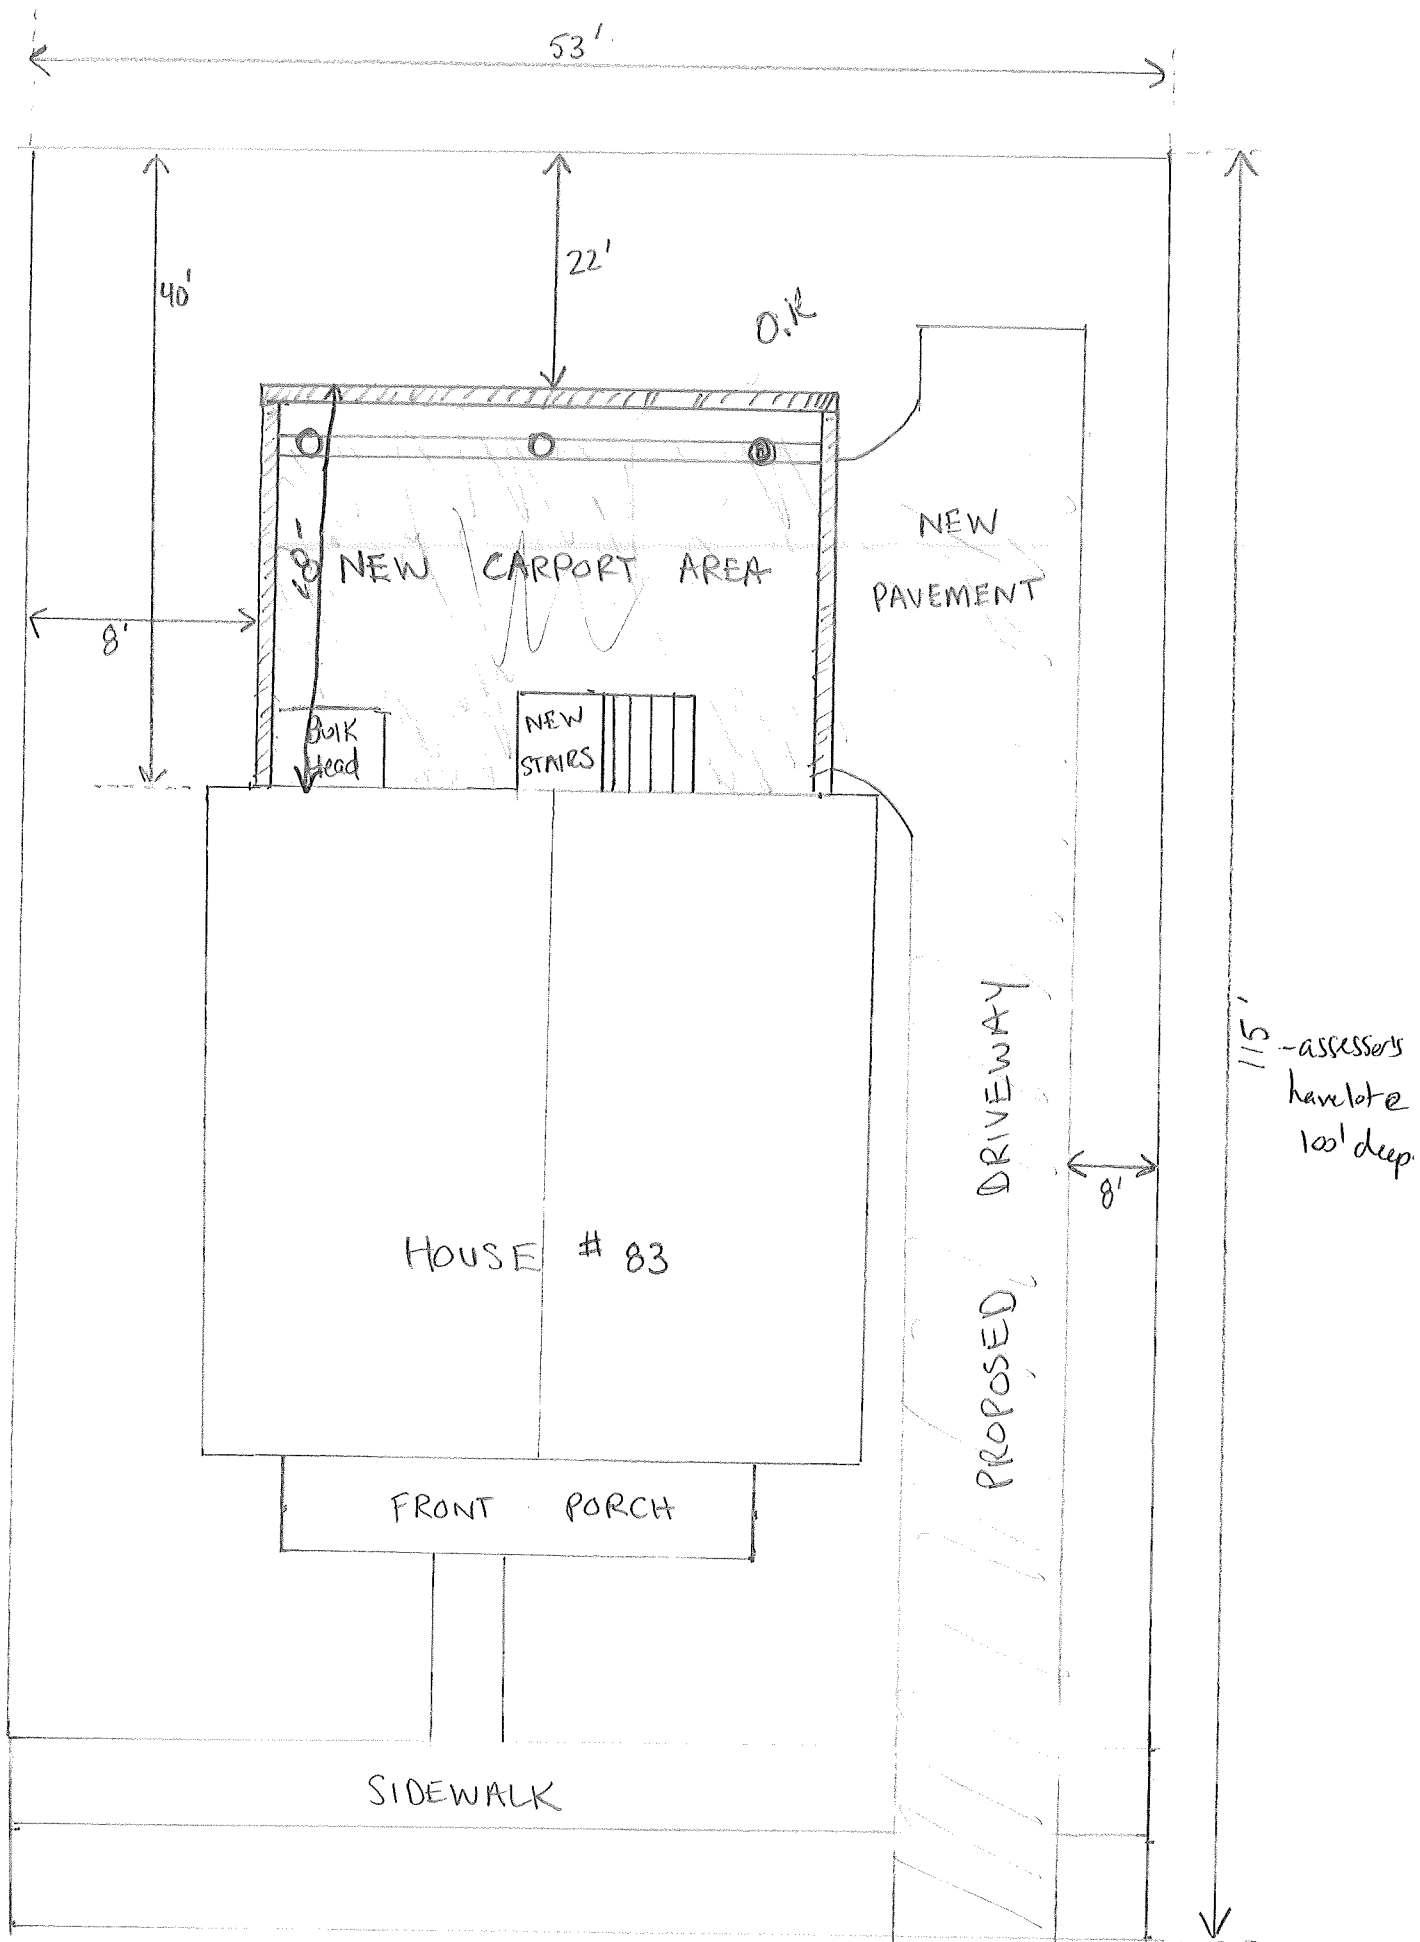 53'
40'
22'
O.K
NEW CARPORT AREA
NEW
PAVEMENT
8'
Bulk
Head
NEW
STAIRS
115'
-assessor's
have lot @
100' deep.
PROPOSED DRIVEWAY
8'
HOUSE # 83
FRONT PORCH
SIDEWALK